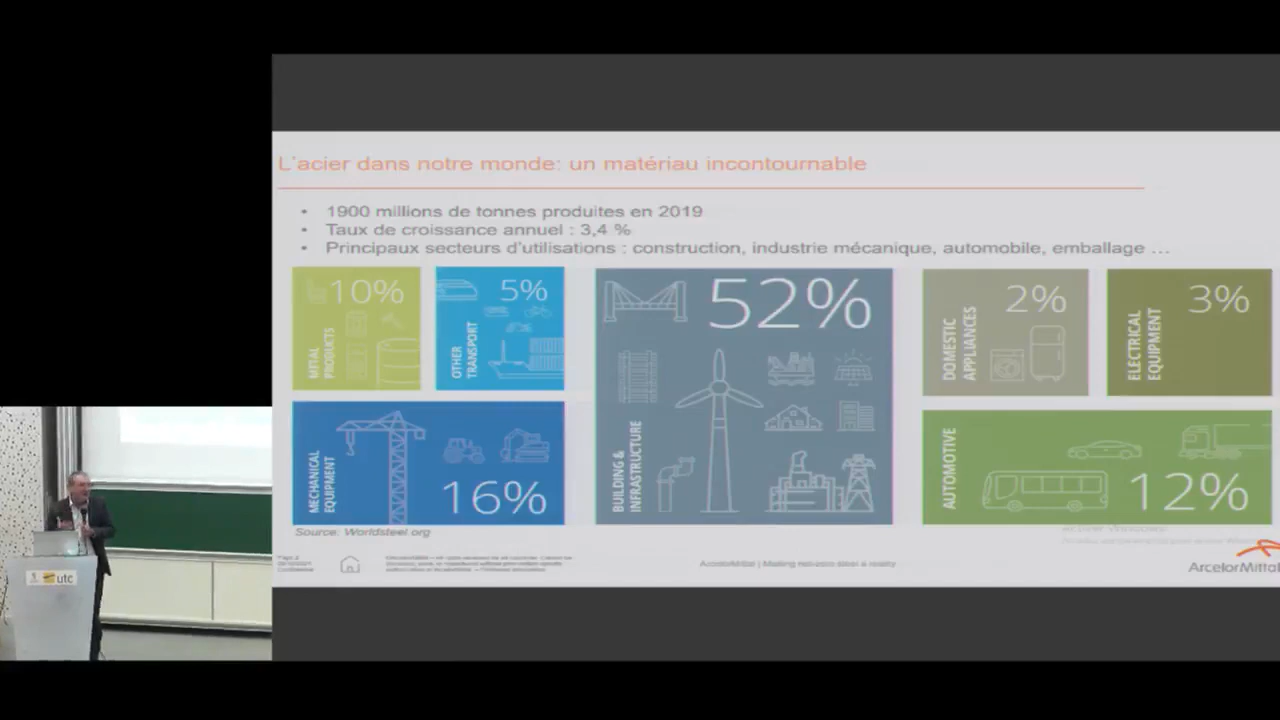 L'acier dans notre monde: un matériau incontournable
• 1900 millions de tonnes produites en 2019
• Taux de croissance annuel : 3,4 %
• Principaux secteurs d'utilisations : construction, industrie mécanique, automobile, emballage …
10%
METAL
PRODUCTS
5%
OTHER
TRANSPORT
MECHANICAL
EQUIPMENT
16%
52%
BUILDING &
INFRASTRUCTURE
2%
DOMESTIC
APPLIANCES
3%
ELECTRICAL
EQUIPMENT
AUTOMOTIVE
12%
Source: Worldsteel.org
ArcelorMittal | Making net-zero steel a reality
ArcelorMittal
utc